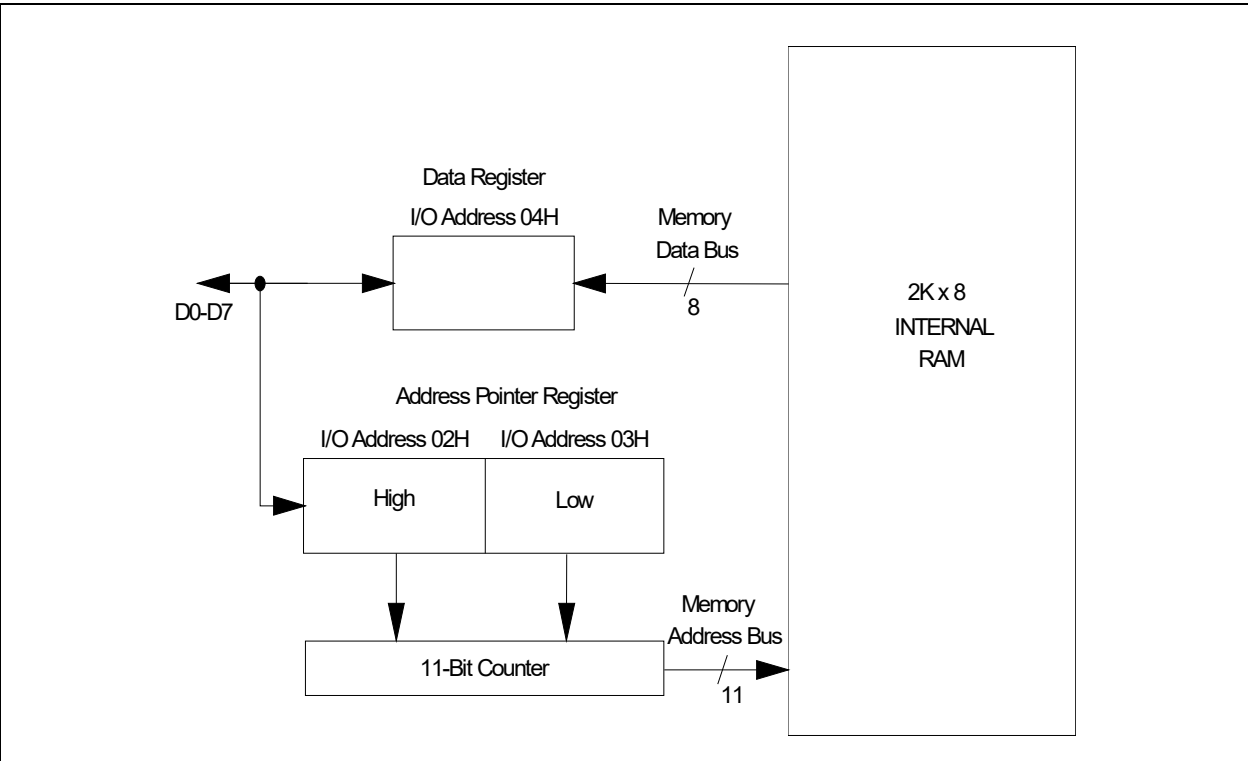 Data Register
I/O Address 04H
Memory
Data Bus
8
D0-D7
2K x 8
INTERNAL
RAM
Address Pointer Register
I/O Address 02H
I/O Address 03H
High
Low
Memory
Address Bus
11-Bit Counter
11